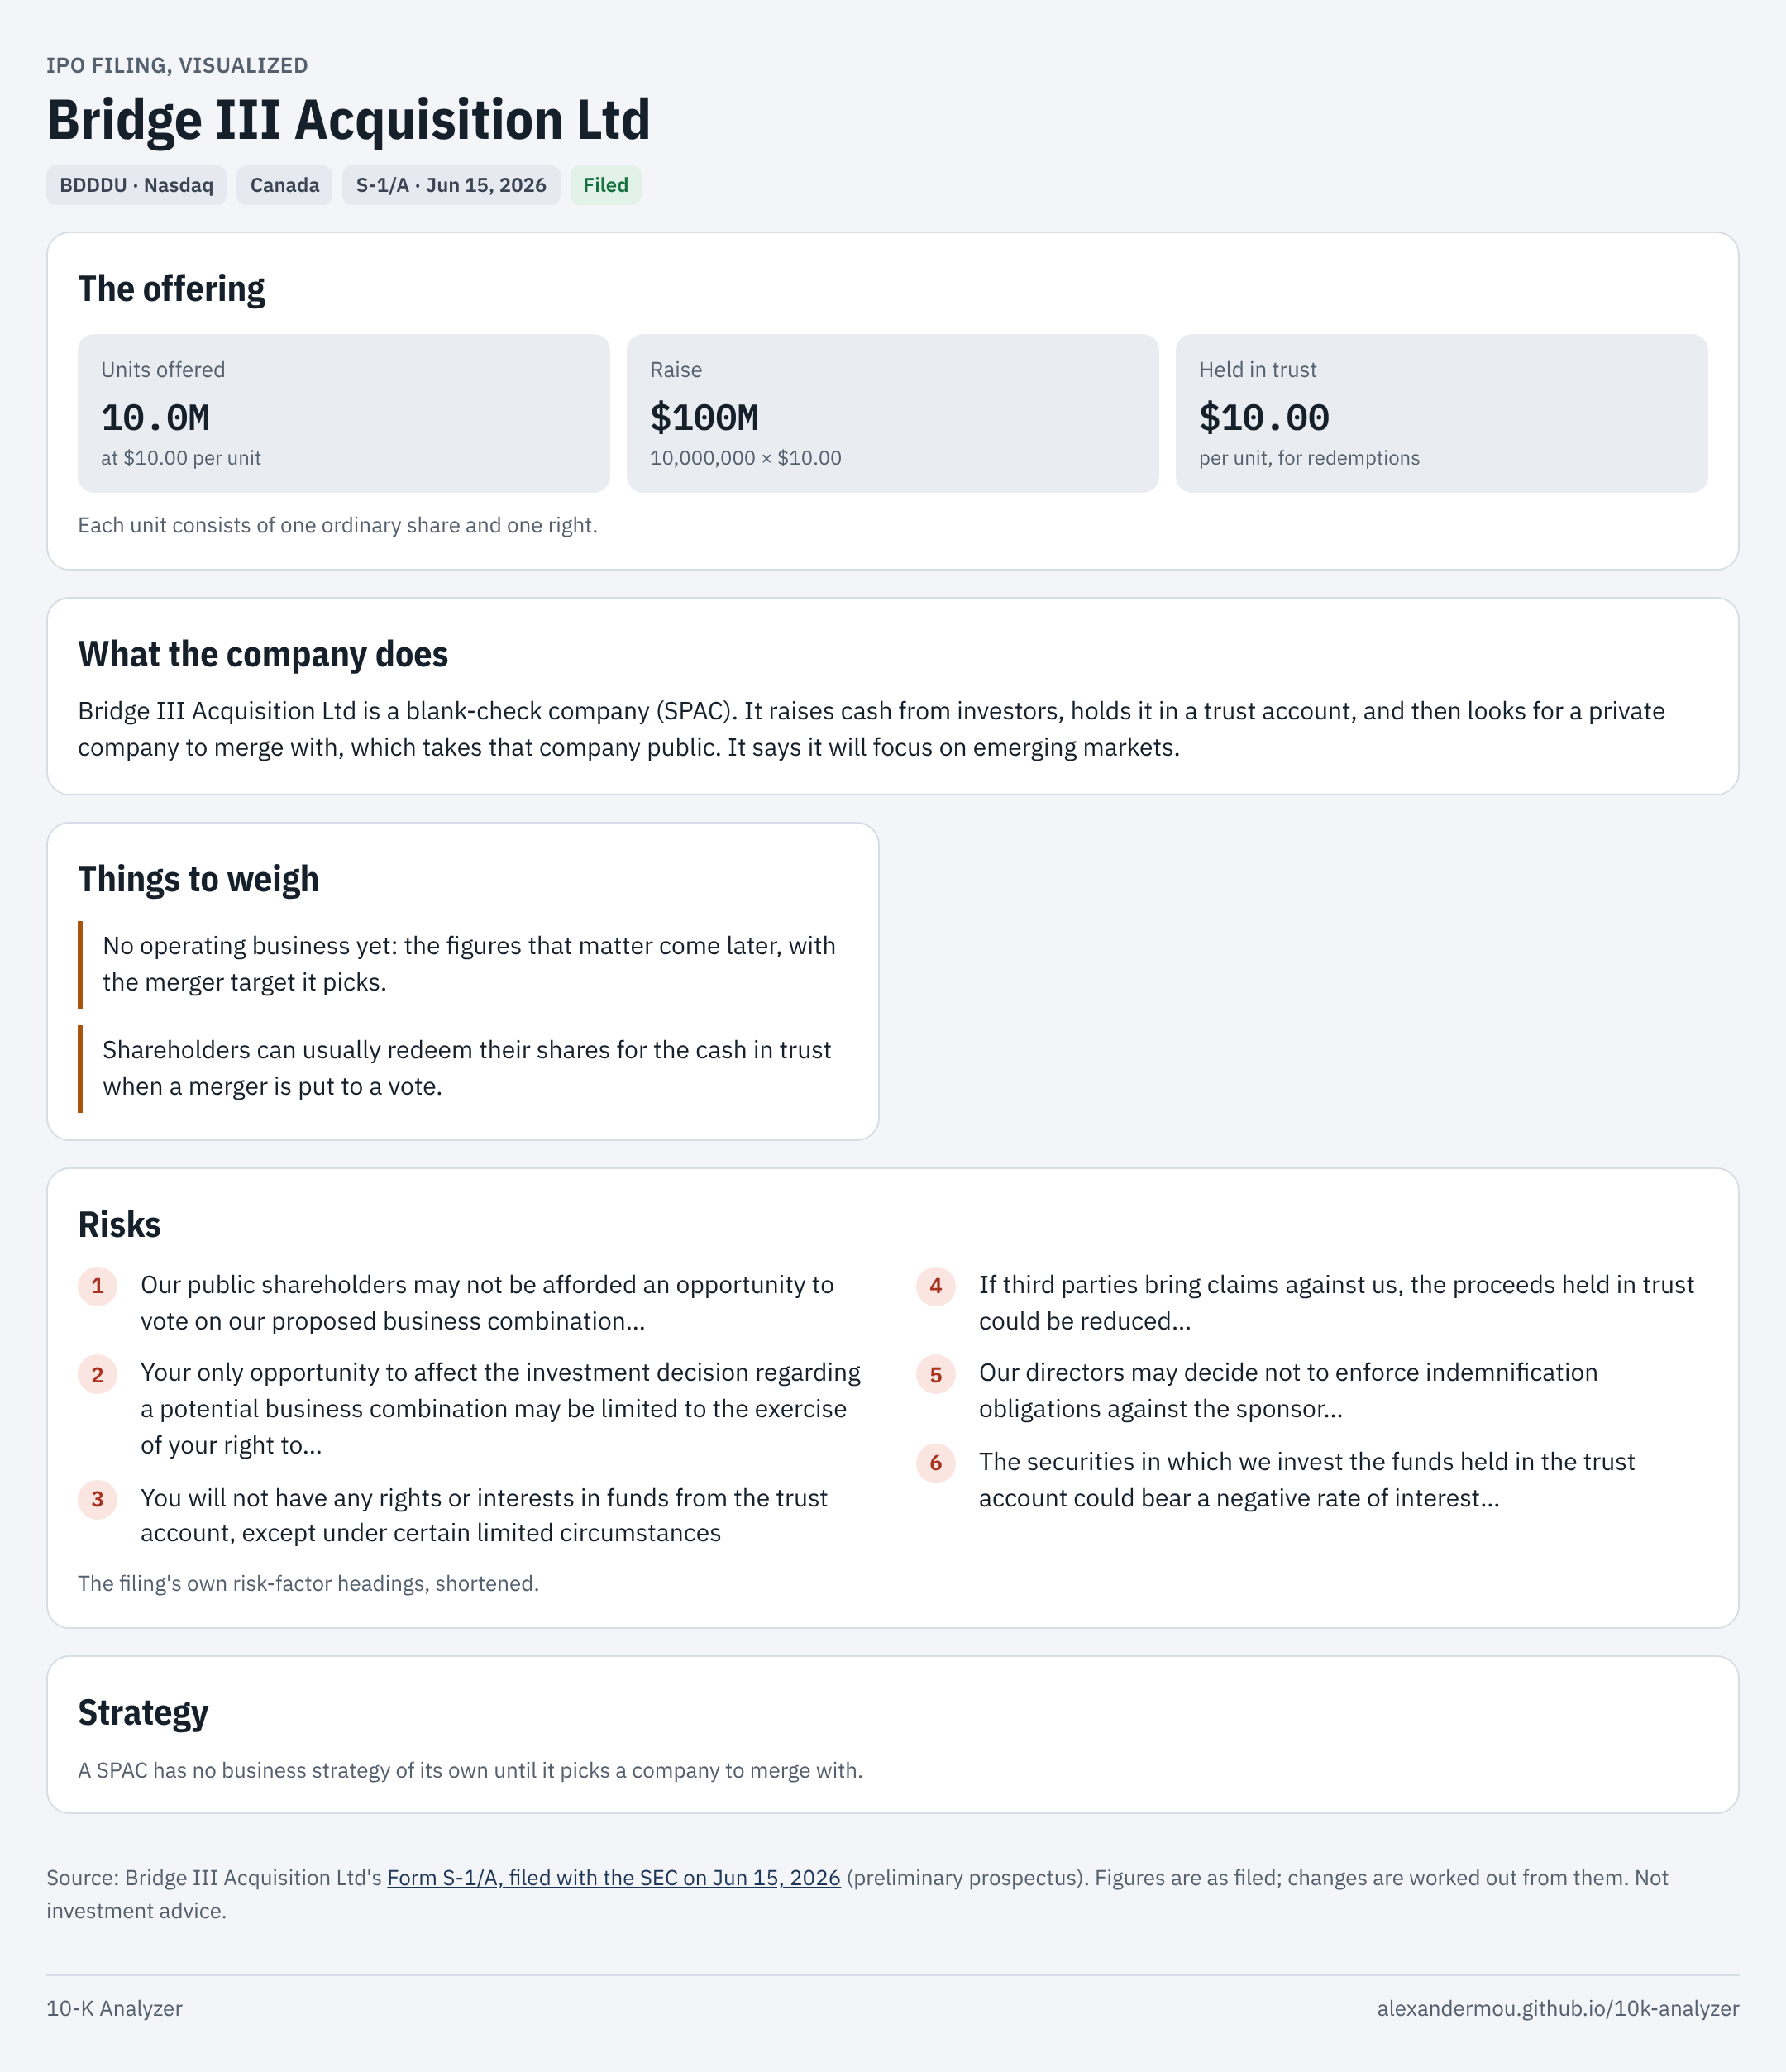 IPO FILING, VISUALIZED
Bridge III Acquisition Ltd
BDDDU · Nasdaq
Canada
S-1/A · Jun 15, 2026
Filed
The offering
Units offered
10.0M
at $10.00 per unit
Raise
$100M
10,000,000 × $10.00
Held in trust
$10.00
per unit, for redemptions
Each unit consists of one ordinary share and one right.
What the company does
Bridge III Acquisition Ltd is a blank-check company (SPAC). It raises cash from investors, holds it in a trust account, and then looks for a private
company to merge with, which takes that company public. It says it will focus on emerging markets.
Things to weigh
No operating business yet: the figures that matter come later, with
the merger target it picks.
Shareholders can usually redeem their shares for the cash in trust
when a merger is put to a vote.
Risks
1
Our public shareholders may not be afforded an opportunity to
vote on our proposed business combination…
2
Your only opportunity to affect the investment decision regarding
a potential business combination may be limited to the exercise
of your right to…
3
You will not have any rights or interests in funds from the trust
account, except under certain limited circumstances
4
If third parties bring claims against us, the proceeds held in trust
could be reduced…
5
Our directors may decide not to enforce indemnification
obligations against the sponsor…
6
The securities in which we invest the funds held in the trust
account could bear a negative rate of interest…
The filing's own risk-factor headings, shortened.
Strategy
A SPAC has no business strategy of its own until it picks a company to merge with.
Source: Bridge III Acquisition Ltd's Form S-1/A, filed with the SEC on Jun 15, 2026 (preliminary prospectus). Figures are as filed; changes are worked out from them. Not
investment advice.
10-K Analyzer
alexandermou.github.io/10k-analyzer